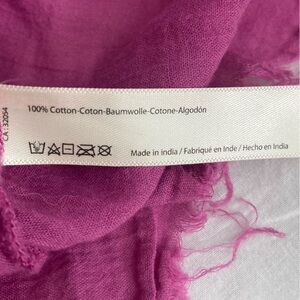 100% Cotton-Coton-Baumwolle-Cotone-Algodón
CA: 32054
Made in india / Fabriqué en Inde / Hecho en India